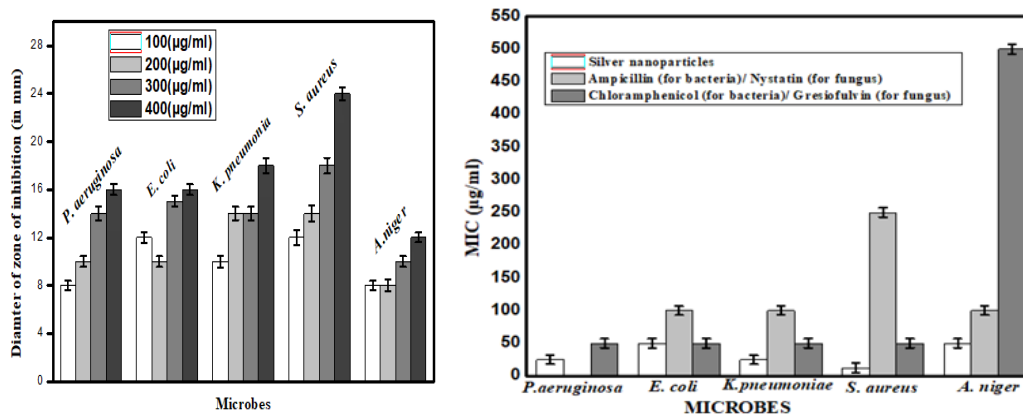 Diamter of zone of inhibition (in mm)
28
24
20
16
12
8
4
0
100(µg/ml)
200(µg/ml)
300(µg/ml)
400(µg/ml)
P. aeruginosa
E. coli
K. pneumonia
S. aureus
A.niger
Microbes
MIC (µg/ml)
550
500
450
400
350
300
250
200
150
100
50
0
Silver nanoparticles
Ampicillin (for bacteria)/ Nystatin (for fungus)
Chloramphenicol (for bacteria)/ Gresiofulvin (for fungus)
P.aeruginosa E. coli K.pneumoniae S. aureus A. niger
MICROBES